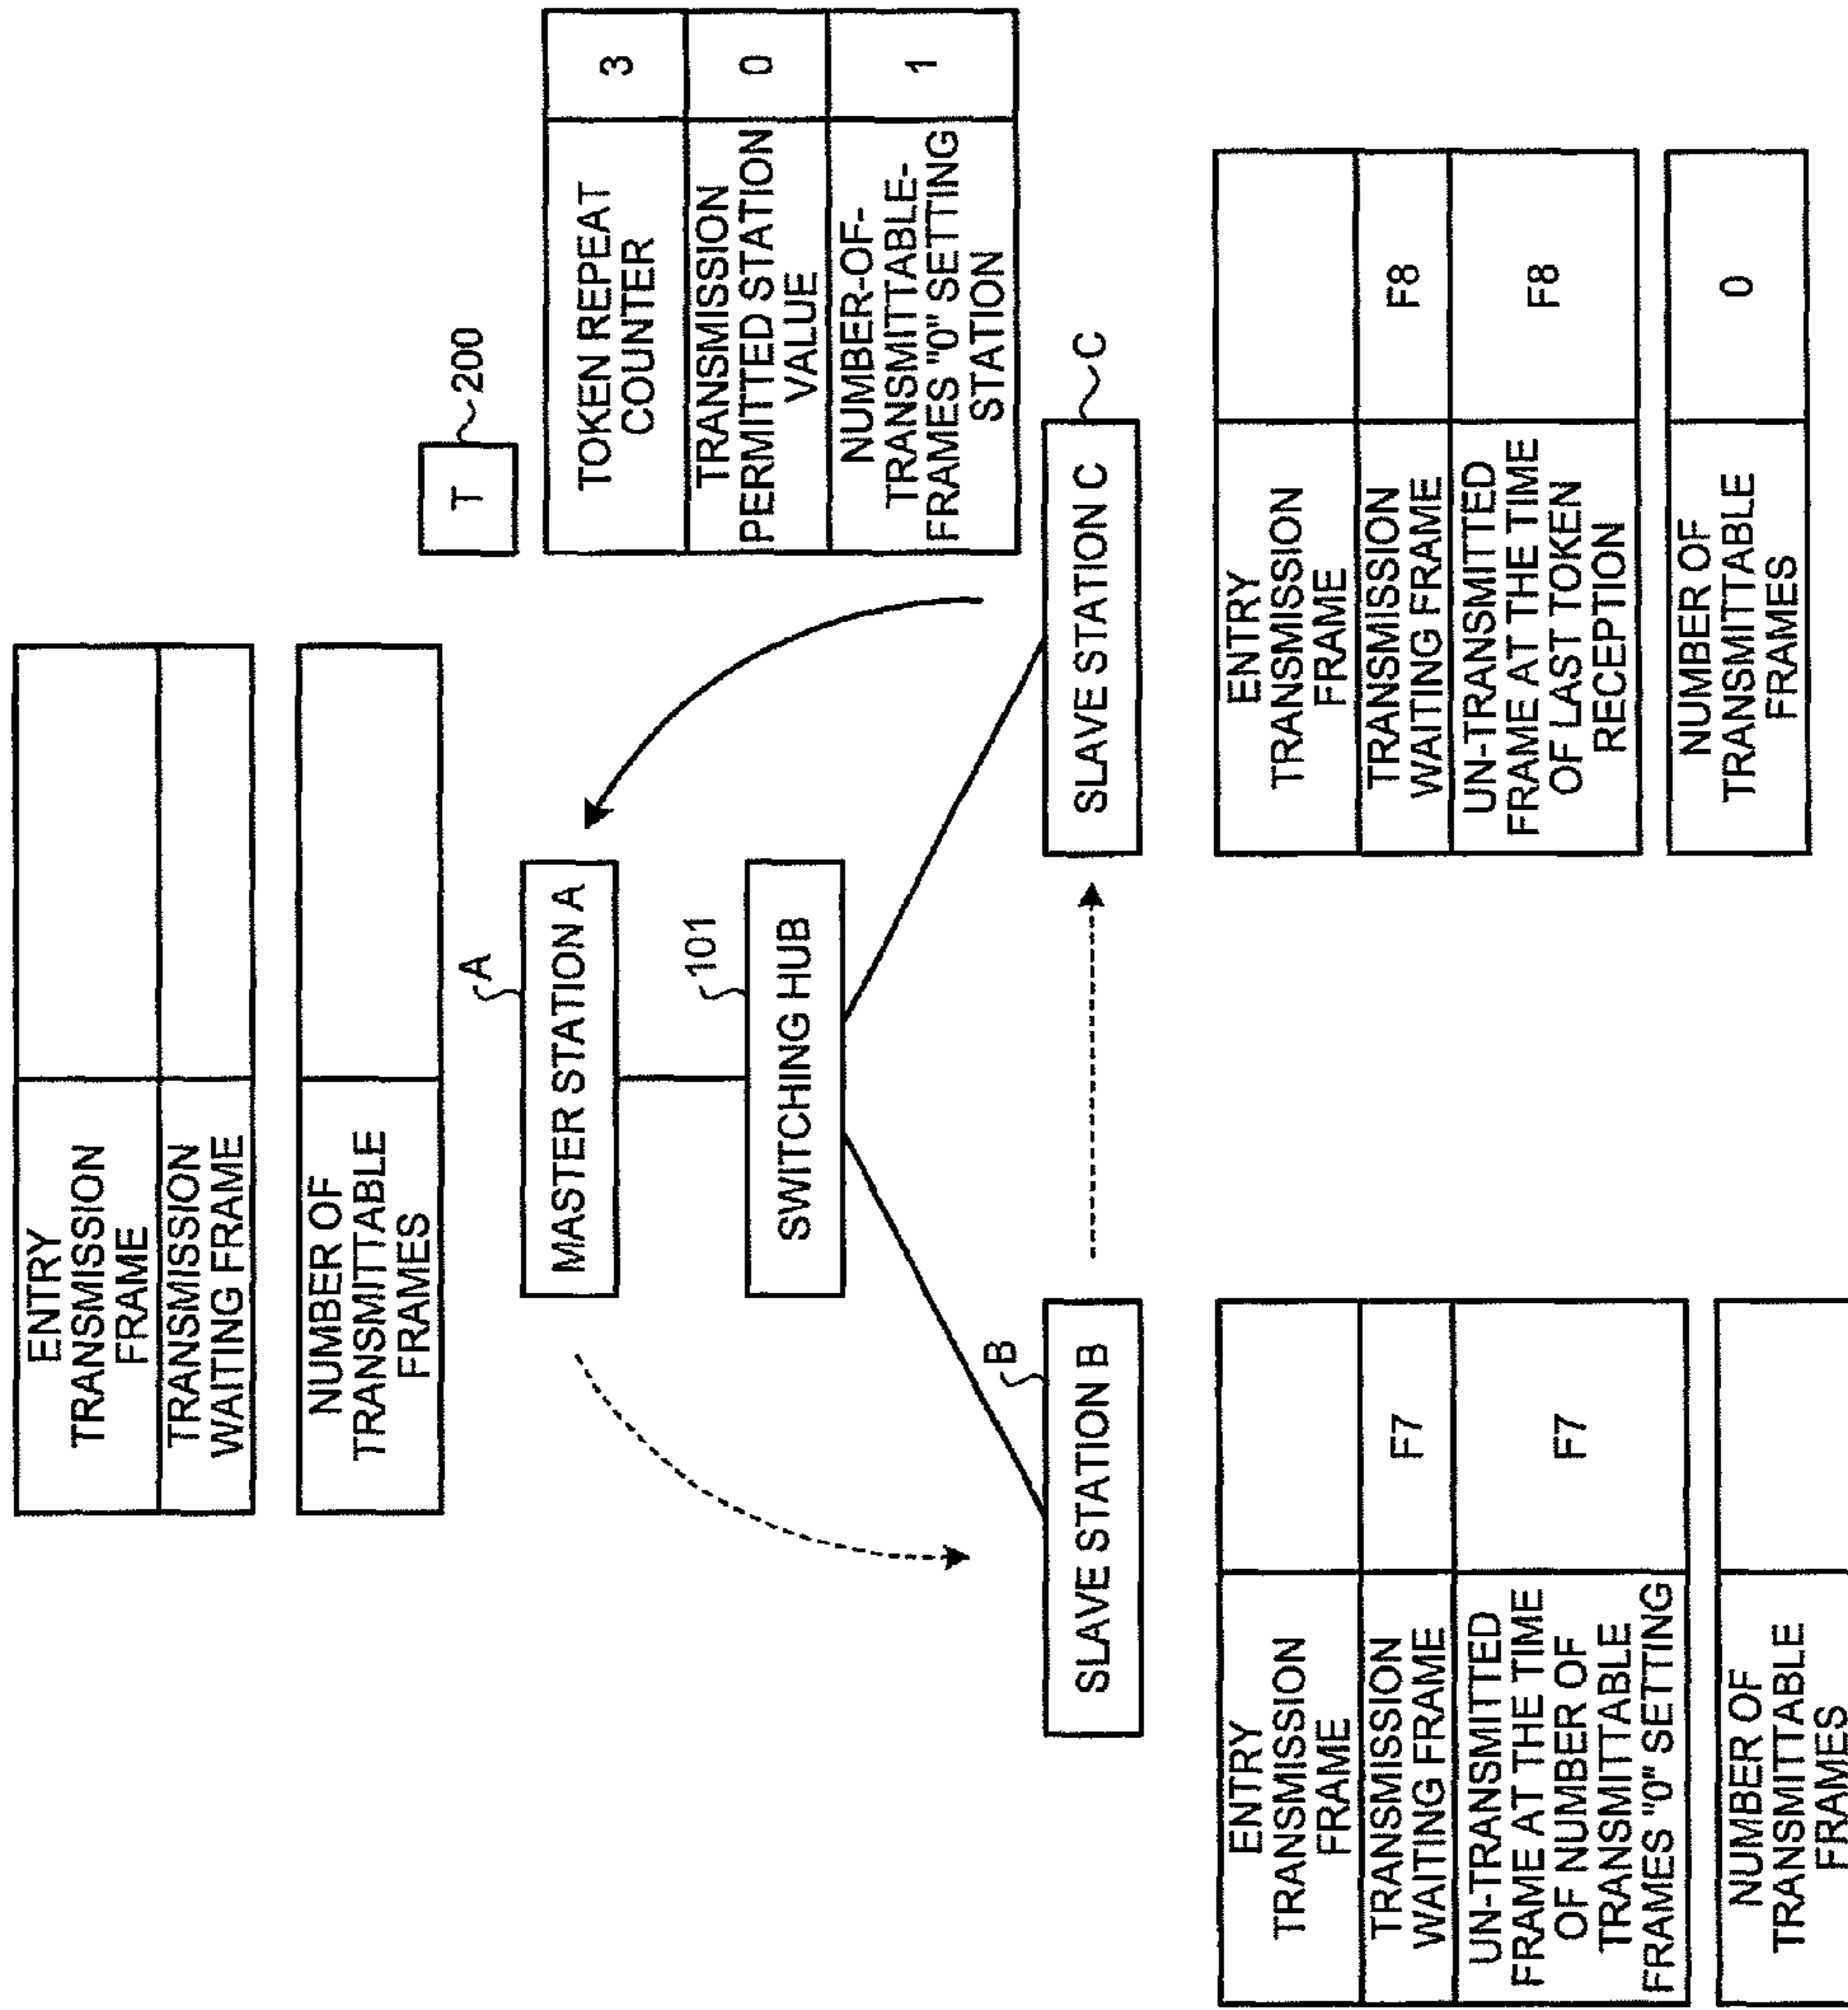 ENTRY
TRANSMISSION
FRAME
TRANSMISSION
WAITING FRAME
NUMBER OF
TRANSMITTABLE
FRAMES
A
MASTER STATION A
101
SWITCHING HUB
T
200
TOKEN REPEAT
COUNTER
3
TRANSMISSION
PERMITTED STATION
VALUE
0
NUMBER-OF-
TRANSMITTABLE-
FRAMES "0" SETTING
STATION
1
B
SLAVE STATION B
ENTRY
TRANSMISSION
FRAME
TRANSMISSION
WAITING FRAME
F7
UN-TRANSMITTED
FRAME AT THE TIME
OF NUMBER OF
TRANSMITTABLE
FRAMES "0" SETTING
F7
NUMBER OF
TRANSMITTABLE
FRAMES
C
SLAVE STATION C
ENTRY
TRANSMISSION
FRAME
TRANSMISSION
WAITING FRAME
F8
UN-TRANSMITTED
FRAME AT THE TIME
OF LAST TOKEN
RECEPTION
F8
NUMBER OF
TRANSMITTABLE
FRAMES
0